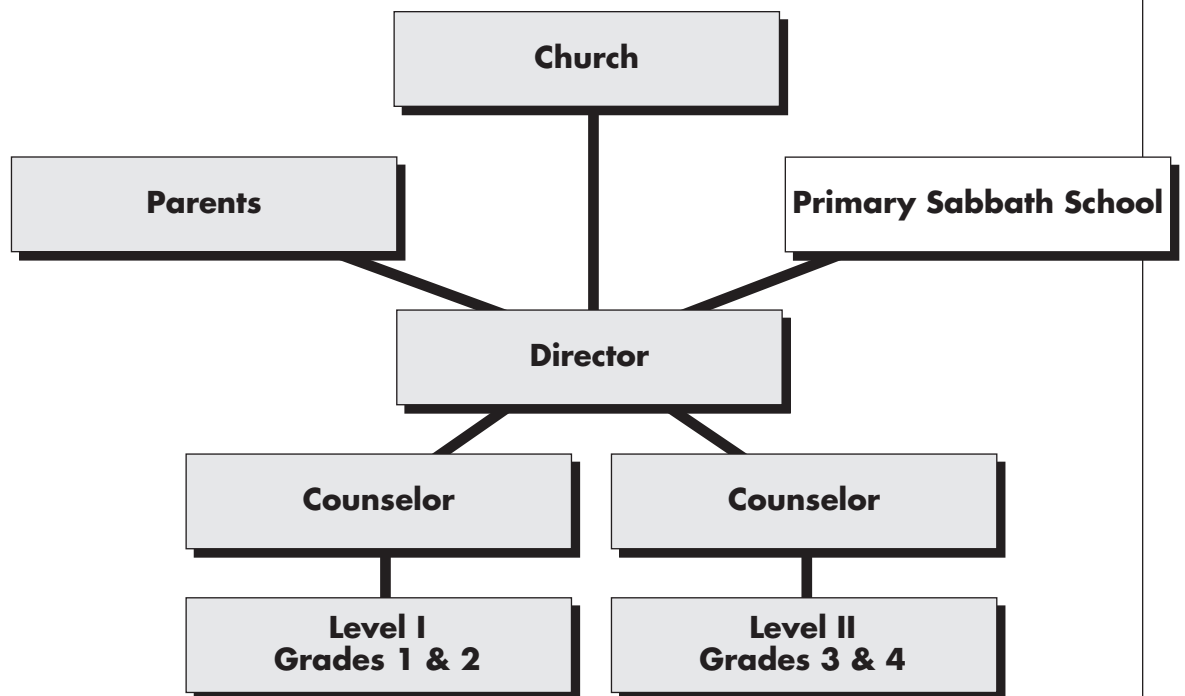 Church
Parents
Primary Sabbath School
Director
Counselor
Counselor
Level I
Grades 1 & 2
Level II
Grades 3 & 4